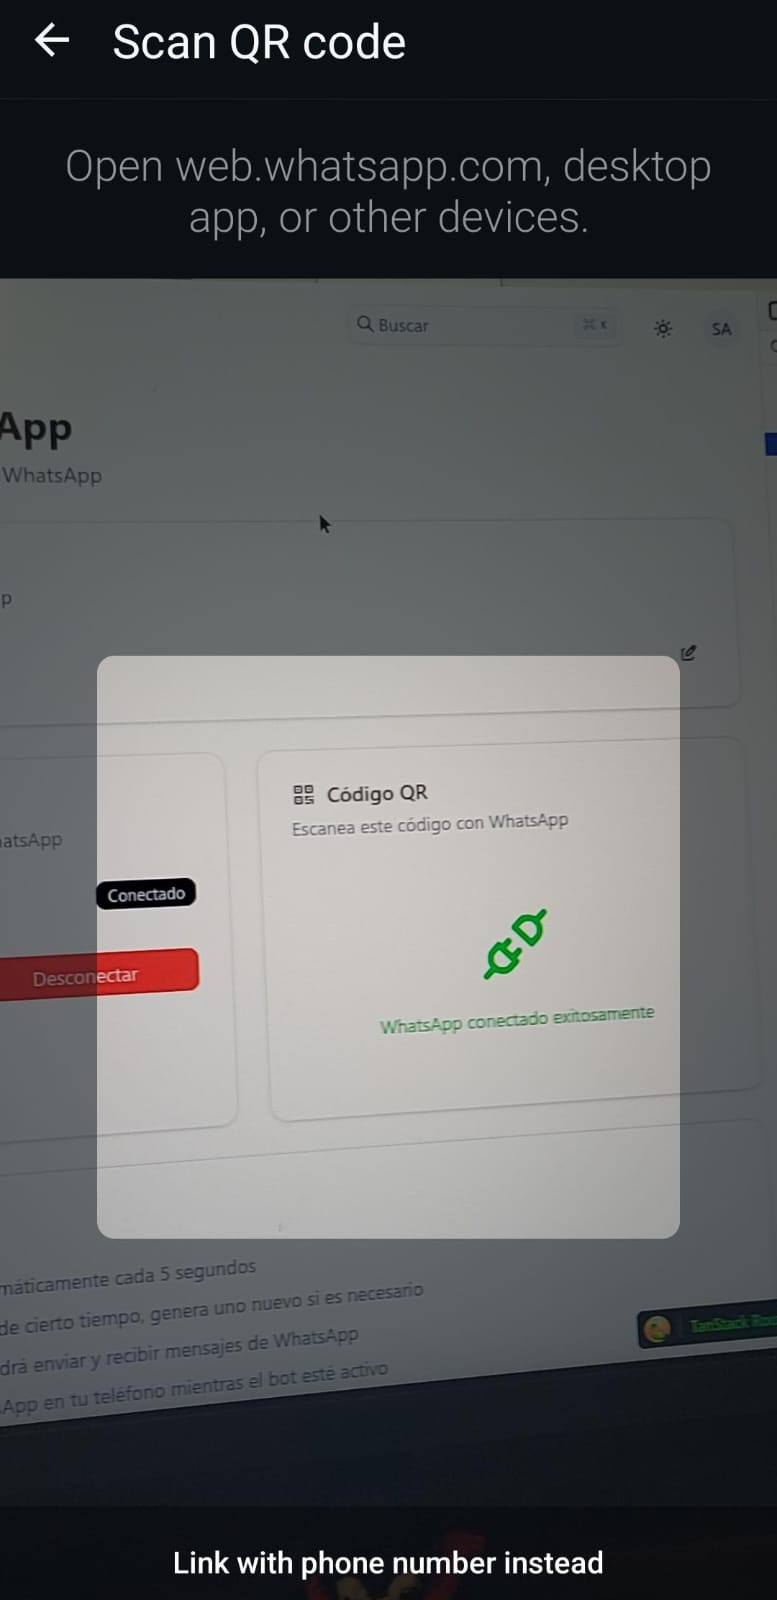 Scan QR code
Open web.whatsapp.com, desktop
app, or other devices.
Buscar
⌘ K
SA
App
WhatsApp
p
Código QR
Escanea este código con WhatsApp
atsApp
Conectado
Desconectar
WhatsApp conectado exitosamente
máticamente cada 5 segundos
de cierto tiempo, genera uno nuevo si es necesario
drá enviar y recibir mensajes de WhatsApp
App en tu teléfono mientras el bot esté activo
TanStack Rou
Link with phone number instead